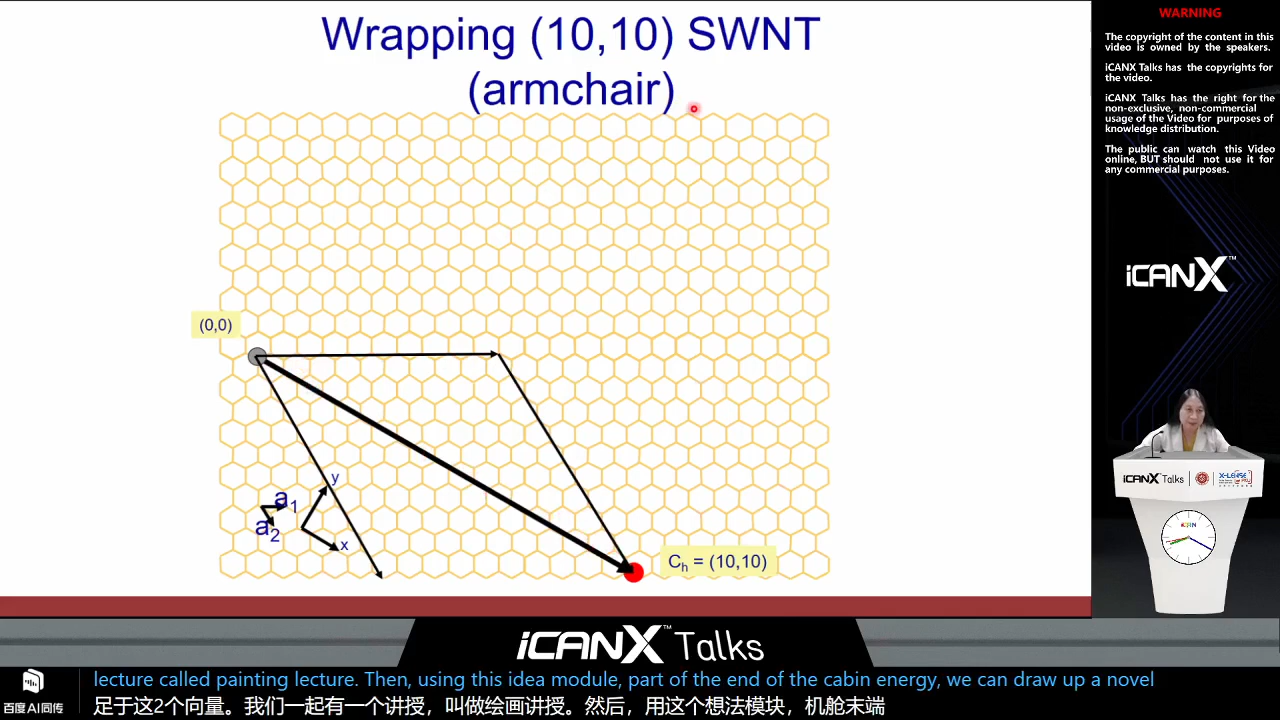 Wrapping (10,10) SWNT
(armchair)
(0,0)
y
a1
a2
x
Ch = (10,10)
WARNING
The copyright of the content in this
video is owned by the speakers.
iCANX Talks has the copyrights for
the video.
iCANX Talks has the right for the
non-exclusive, non-commercial
usage of the Video for purposes of
knowledge distribution.
The public can watch this Video
online, BUT should not use it for
any commercial purposes.
iCANX™
iCANX Talks
X-LENSE
iCAN
iCANX™ Talks
lecture called painting lecture. Then, using this idea module, part of the end of the cabin energy, we can draw up a novel
百度AI同传
足于这2个向量。我们一起有一个讲授，叫做绘画讲授。然后，用这个想法模块，机舱末端